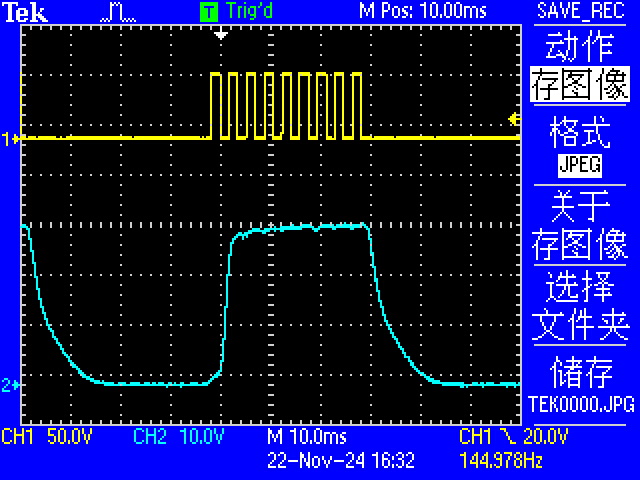 Tek T Trig'd M Pos: 10.00ms SAVE_REC
动作
存图像
1
格式
JPEG
关于
存图像
选择
文件夹
2
储存
TEK0000.JPG
CH1 50.0V CH2 10.0V M 10.0ms CH1 20.0V
22-Nov-24 16:32 144.978Hz